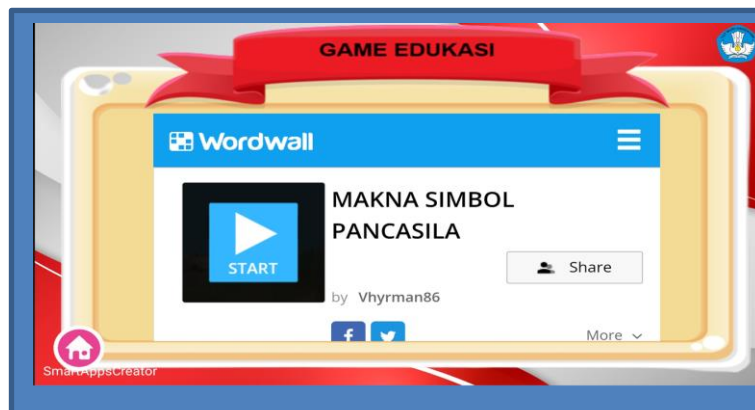 GAME EDUKASI
Wordwall
MAKNA SIMBOL
PANCASILA
START
Share
by Vhyrman86
More
SmartAppsCreator